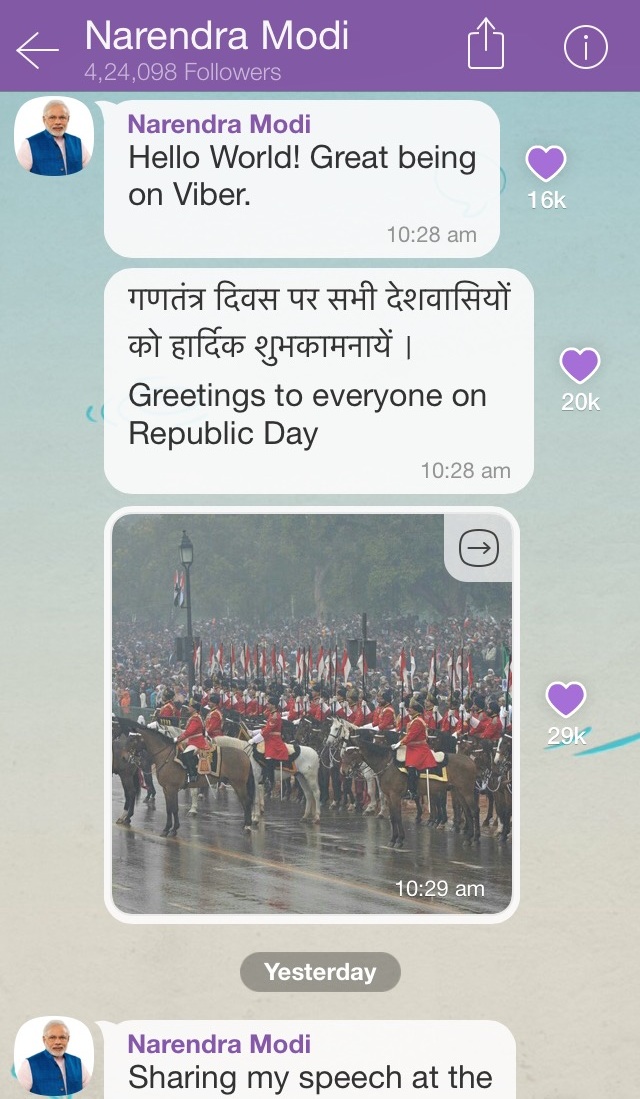 Narendra Modi
4,24,098 Followers
Narendra Modi
Hello World! Great being
on Viber.
10:28 am
16k
गणतंत्र दिवस पर सभी देशवासियों
को हार्दिक शुभकामनायें |
Greetings to everyone on
Republic Day
10:28 am
20k
29k
10:29 am
Yesterday
Narendra Modi
Sharing my speech at the